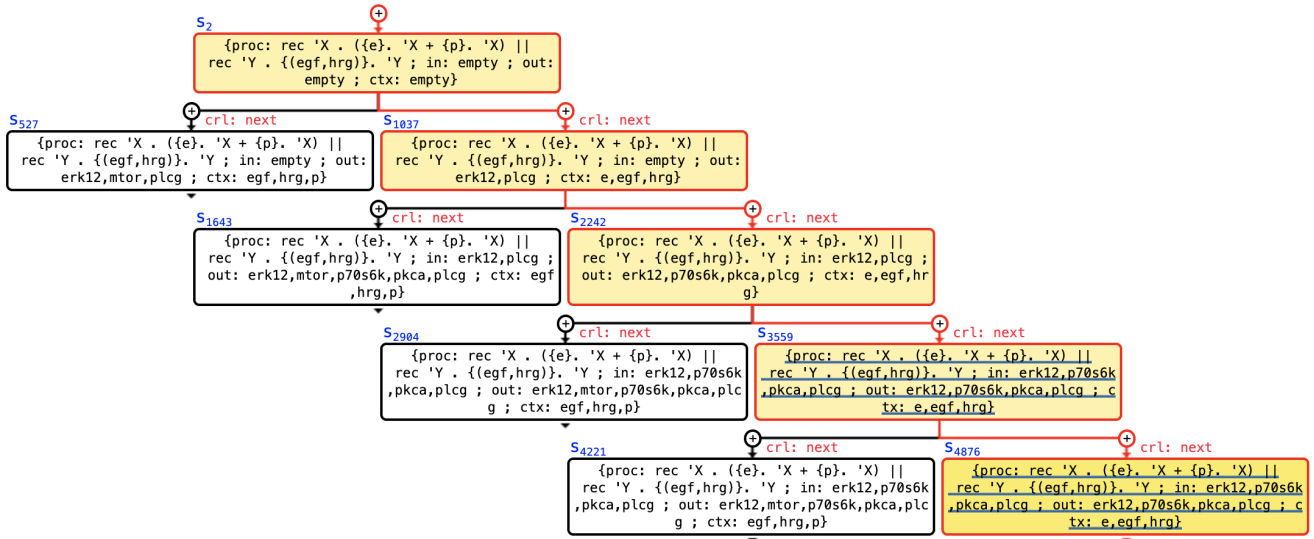 +
S2
{proc: rec 'X . ({e}. 'X + {p}. 'X) ||
rec 'Y . {(egf,hrg)}. 'Y ; in: empty ; out:
empty ; ctx: empty}
+
crl: next
+
crl: next
S527
{proc: rec 'X . ({e}. 'X + {p}. 'X) ||
rec 'Y . {(egf,hrg)}. 'Y ; in: empty ; out:
erk12,mtor,plcg ; ctx: egf,hrg,p}
S1037
{proc: rec 'X . ({e}. 'X + {p}. 'X) ||
rec 'Y . {(egf,hrg)}. 'Y ; in: empty ; out:
erk12,plcg ; ctx: e,egf,hrg}
+
crl: next
+
crl: next
S1643
{proc: rec 'X . ({e}. 'X + {p}. 'X) ||
rec 'Y . {(egf,hrg)}. 'Y ; in: erk12,plcg ;
out: erk12,mtor,p70s6k,pkca,plcg ; ctx: egf
,hrg,p}
S2242
{proc: rec 'X . ({e}. 'X + {p}. 'X) ||
rec 'Y . {(egf,hrg)}. 'Y ; in: erk12,plcg ;
out: erk12,p70s6k,pkca,plcg ; ctx: e,egf,hr
g}
+
crl: next
+
crl: next
S2904
{proc: rec 'X . ({e}. 'X + {p}. 'X) ||
rec 'Y . {(egf,hrg)}. 'Y ; in: erk12,p70s6k
,pkca,plcg ; out: erk12,mtor,p70s6k,pkca,plc
g ; ctx: egf,hrg,p}
S3559
{proc: rec 'X . ({e}. 'X + {p}. 'X) ||
rec 'Y . {(egf,hrg)}. 'Y ; in: erk12,p70s6k
,pkca,plcg ; out: erk12,p70s6k,pkca,plcg ; c
tx: e,egf,hrg}
+
crl: next
+
crl: next
S4221
{proc: rec 'X . ({e}. 'X + {p}. 'X) ||
rec 'Y . {(egf,hrg)}. 'Y ; in: erk12,p70s6k
,pkca,plcg ; out: erk12,mtor,p70s6k,pkca,plc
g ; ctx: egf,hrg,p}
S4876
{proc: rec 'X . ({e}. 'X + {p}. 'X) ||
rec 'Y . {(egf,hrg)}. 'Y ; in: erk12,p70s6k
,pkca,plcg ; out: erk12,p70s6k,pkca,plcg ; c
tx: e,egf,hrg}